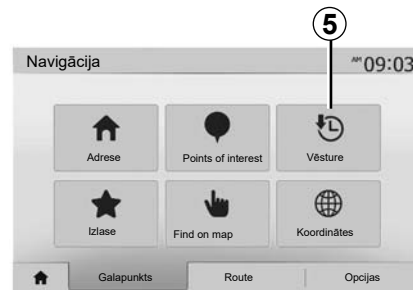 5
Navigācija AM 09:03
Adrese Points of interest Vēsture
Izlase Find on map Koordinātes
Galapunkts Route Opcijas